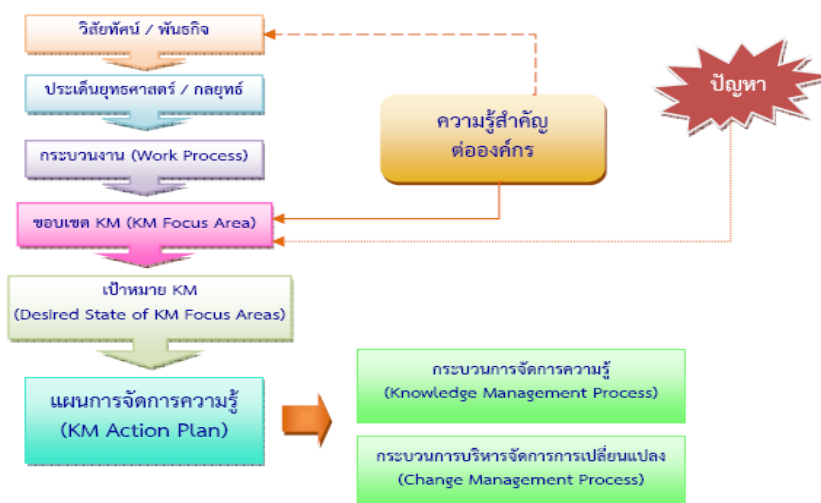 วิสัยทัศน์ / พันธกิจ
ประเด็นยุทธศาสตร์ / กลยุทธ์
กระบวนงาน (Work Process)
ขอบเขต KM (KM Focus Area)
เป้าหมาย KM
(Desired State of KM Focus Areas)
แผนการจัดการความรู้
(KM Action Plan)
ความรู้สำคัญ
ต่อองค์กร
ปัญหา
กระบวนการจัดการความรู้
(Knowledge Management Process)
กระบวนการบริหารจัดการการเปลี่ยนแปลง
(Change Management Process)